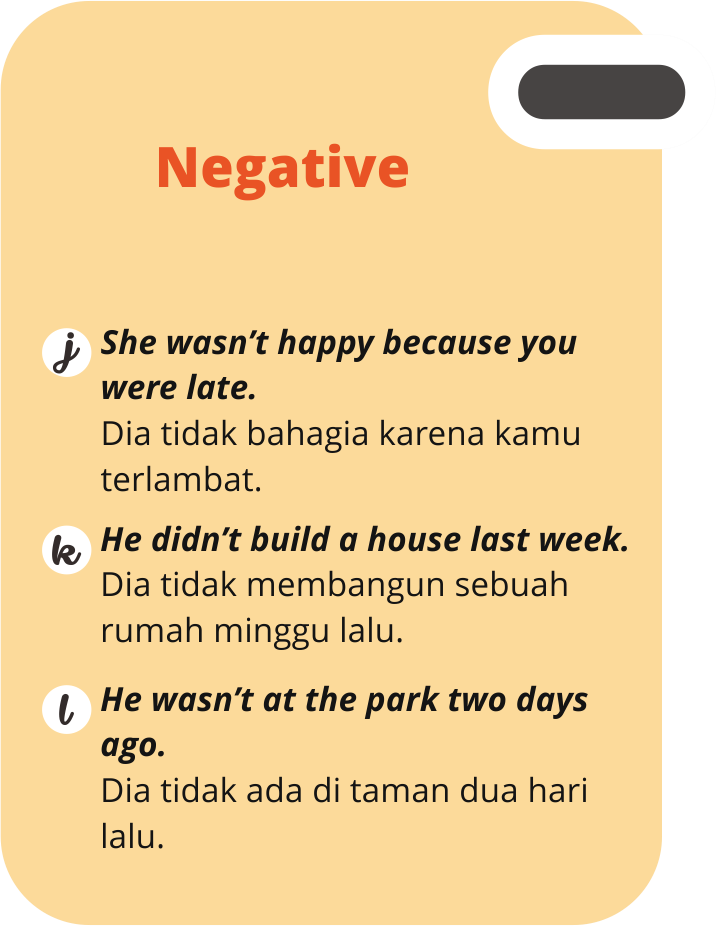 Negative
j She wasn’t happy because you
were late.
Dia tidak bahagia karena kamu
terlambat.
k He didn’t build a house last week.
Dia tidak membangun sebuah
rumah minggu lalu.
l He wasn’t at the park two days
ago.
Dia tidak ada di taman dua hari
lalu.